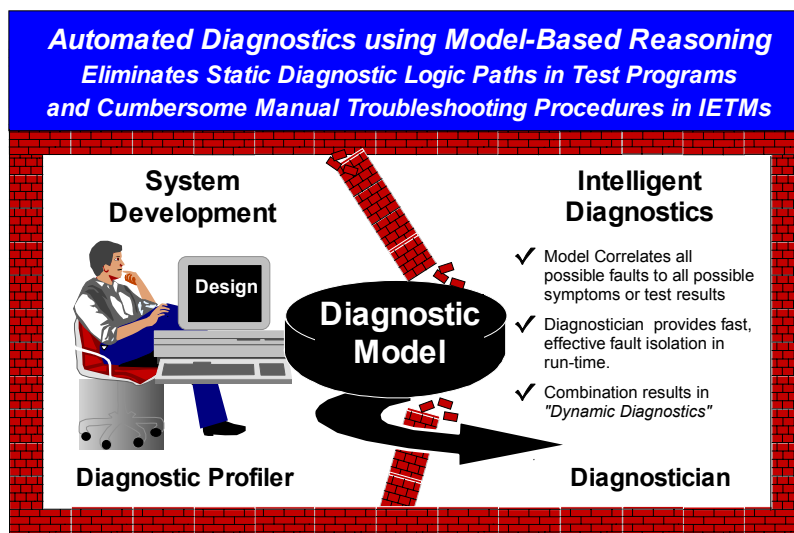 Automated Diagnostics using Model-Based Reasoning
Eliminates Static Diagnostic Logic Paths in Test Programs
and Cumbersome Manual Troubleshooting Procedures in IETMs
System
Development
Design
Diagnostic Profiler
Diagnostic
Model
Intelligent
Diagnostics
✓ Model Correlates all
possible faults to all possible
symptoms or test results
✓ Diagnostician provides fast,
effective fault isolation in
run-time.
✓ Combination results in
"Dynamic Diagnostics"
Diagnostician